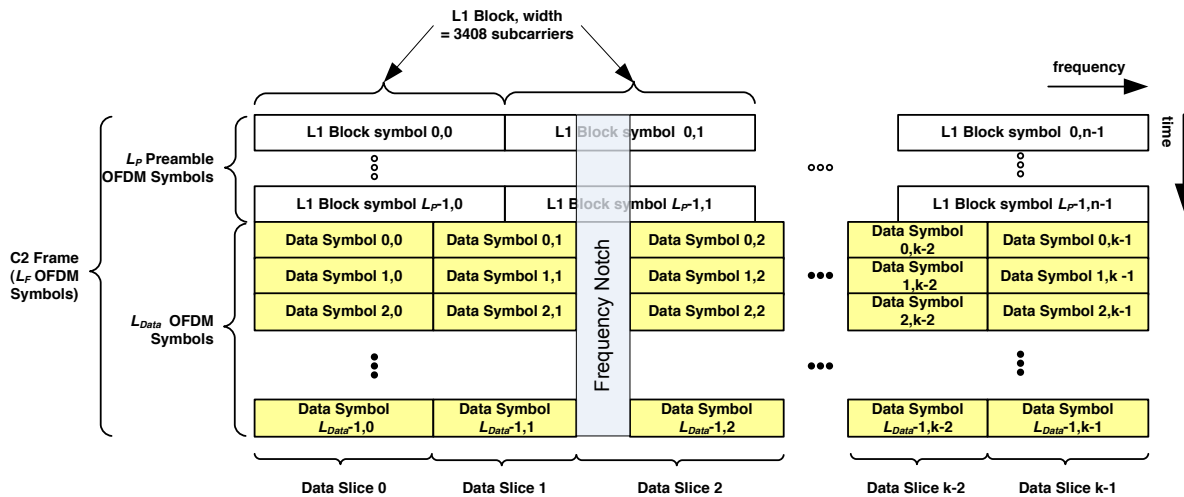 L1 Block, width
= 3408 subcarriers
frequency
time
L1 Block symbol 0,0
L1 Block symbol 0,1
L1 Block symbol 0,n-1
LP Preamble
OFDM Symbols
L1 Block symbol LP-1,0
L1 Block symbol LP-1,1
L1 Block symbol LP-1,n-1
C2 Frame
(LF OFDM
Symbols)
Data Symbol 0,0
Data Symbol 0,1
Data Symbol 0,2
Data Symbol
0,k-2
Data Symbol 0,k-1
Data Symbol 1,0
Data Symbol 1,1
Data Symbol 1,2
Data Symbol
1,k-2
Data Symbol 1,k -1
Data Symbol 2,0
Data Symbol 2,1
Data Symbol 2,2
Data Symbol
2,k-2
Data Symbol 2,k-1
LData OFDM
Symbols
Frequency Notch
Data Symbol
LData-1,0
Data Symbol
LData-1,1
Data Symbol
LData-1,2
Data Symbol
LData-1,k-2
Data Symbol
LData-1,k-1
Data Slice 0
Data Slice 1
Data Slice 2
Data Slice k-2
Data Slice k-1